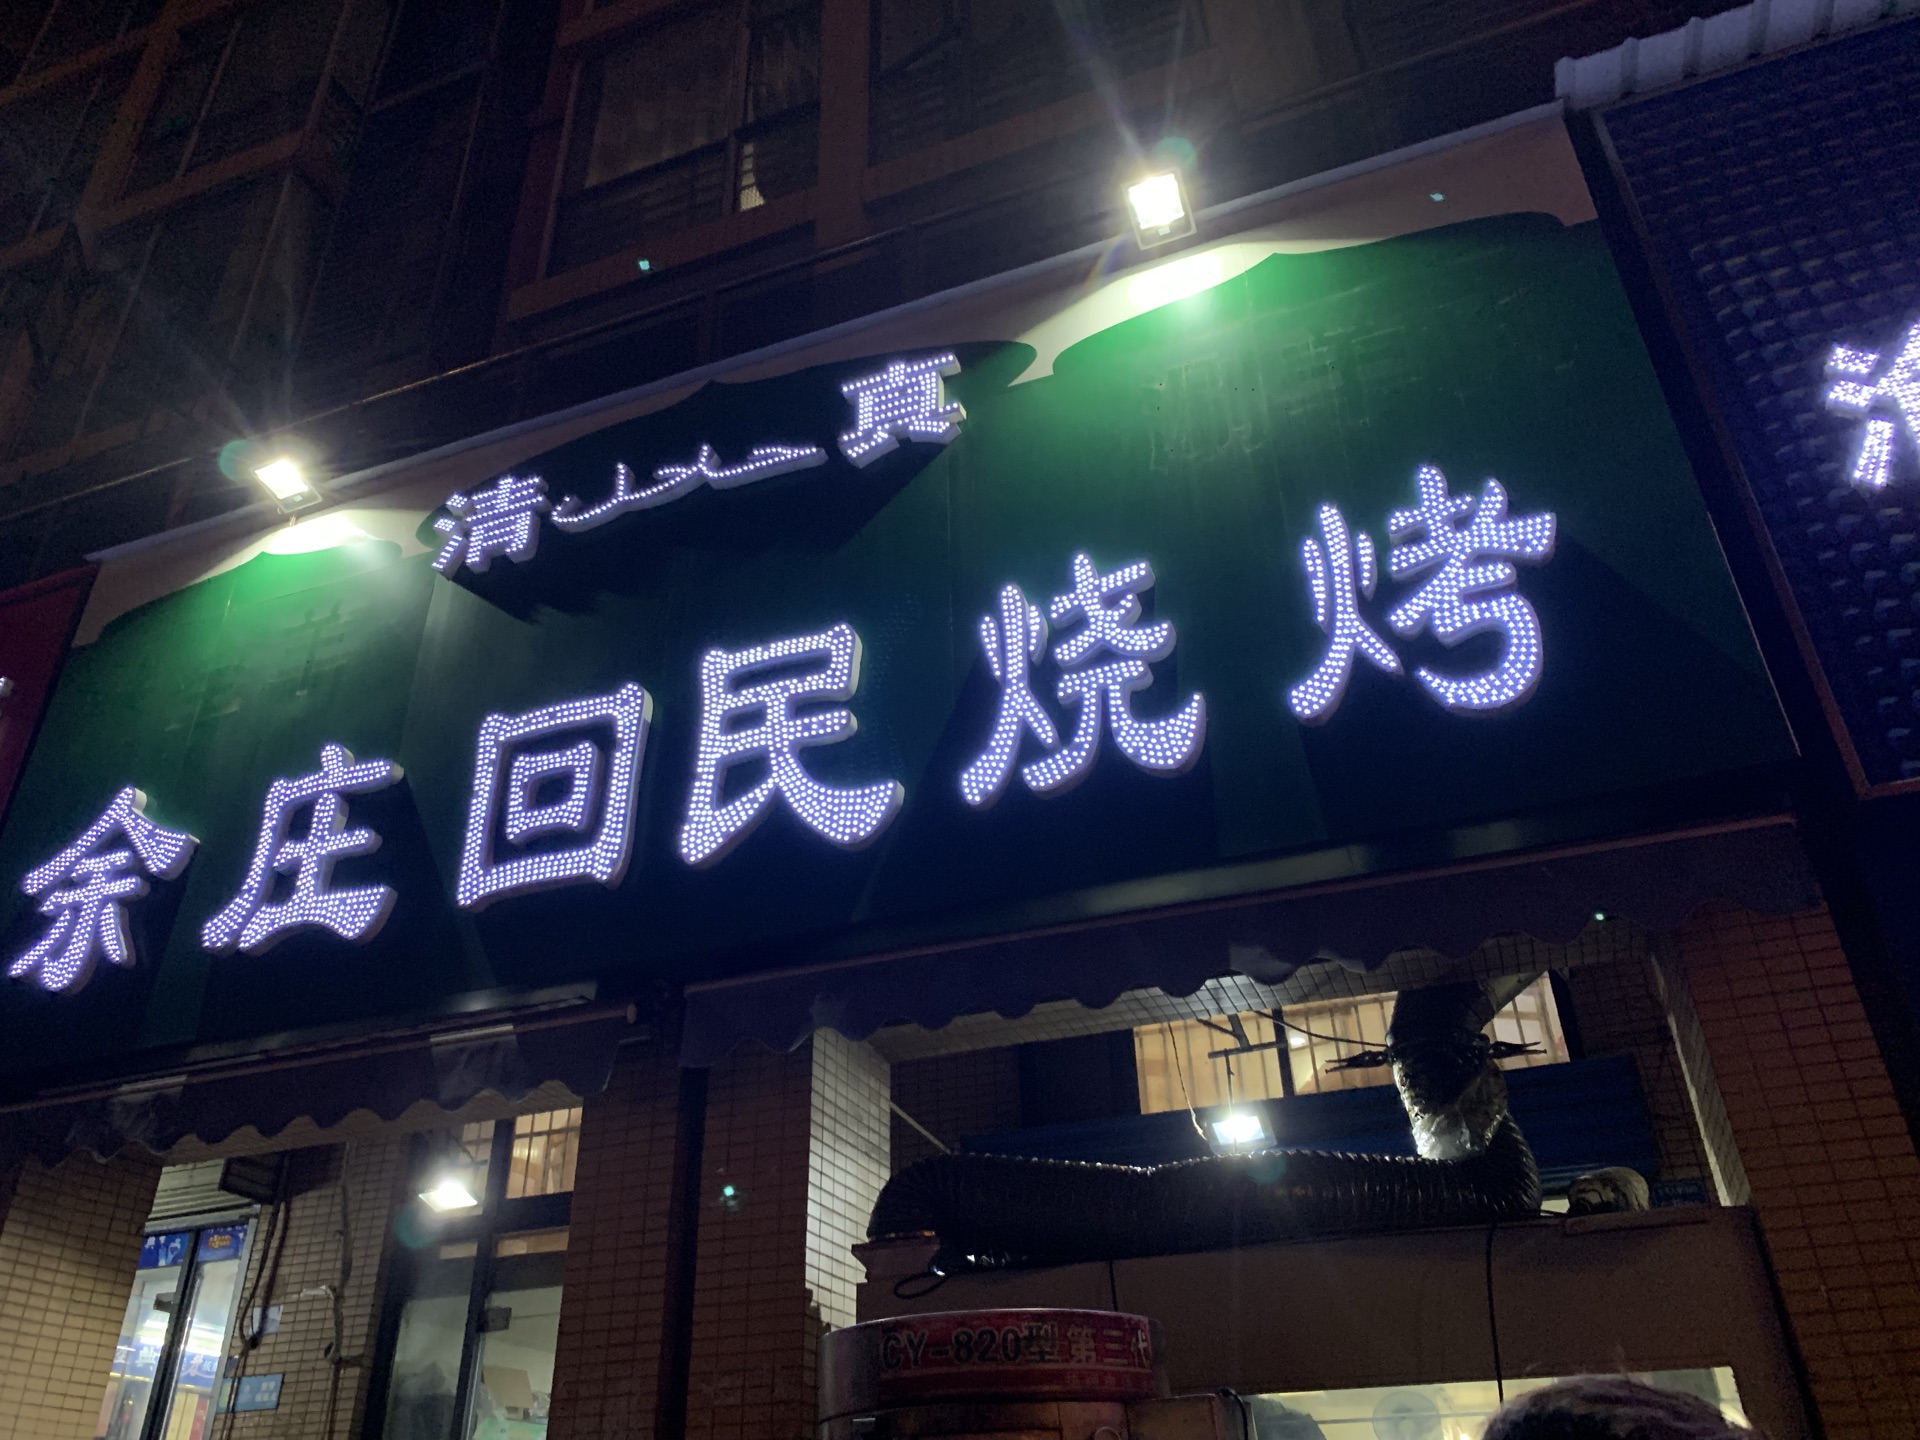 清 真
余庄回民烧烤
CY-820型 第三代